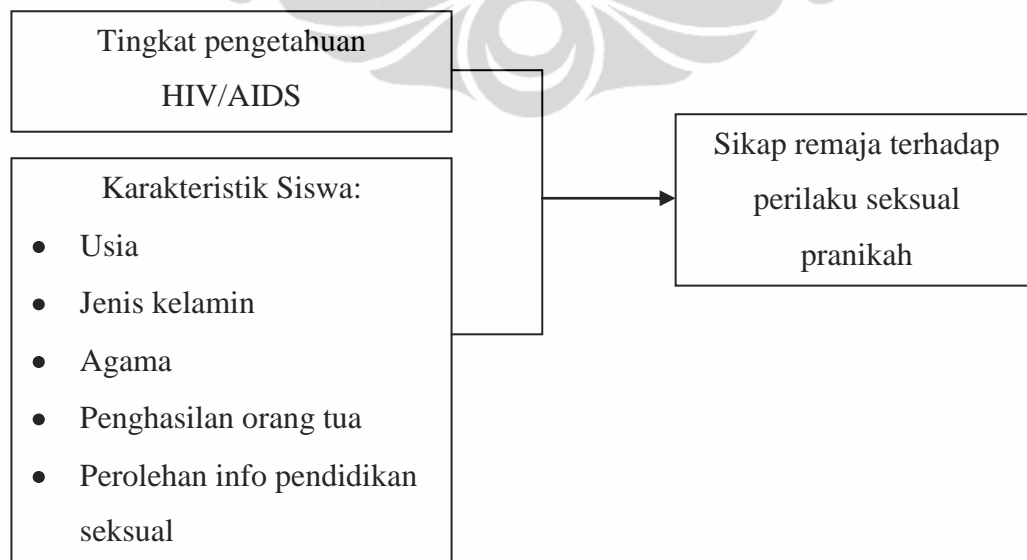 Tingkat pengetahuan
HIV/AIDS
Karakteristik Siswa:
• Usia
• Jenis kelamin
• Agama
• Penghasilan orang tua
• Perolehan info pendidikan
seksual
Sikap remaja terhadap
perilaku seksual
pranikah